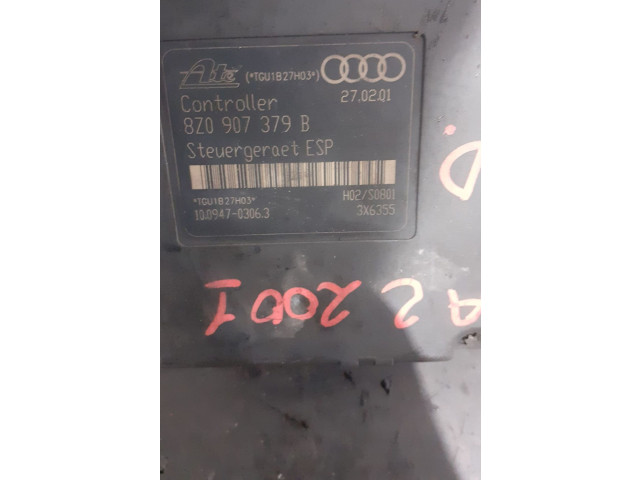 Ate (*TGU1B27H03*)
Controller 27.02.01
8Z0 907 379 B
Steuergeraet ESP
*TGU1B27H03* H02/S0801
10.0947-0306.3 3X6355
D.
A2 2001